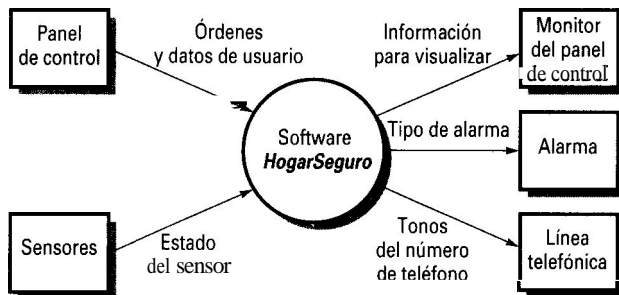 Panel
de control
Órdenes
y datos de usuario
Información
para visualizar
Monitor
del panel
de control
Software
HogarSeguro
Tipo de alarma
Alarma
Sensores
Estado
del sensor
Tonos
del número
de teléfono
Línea
telefónica